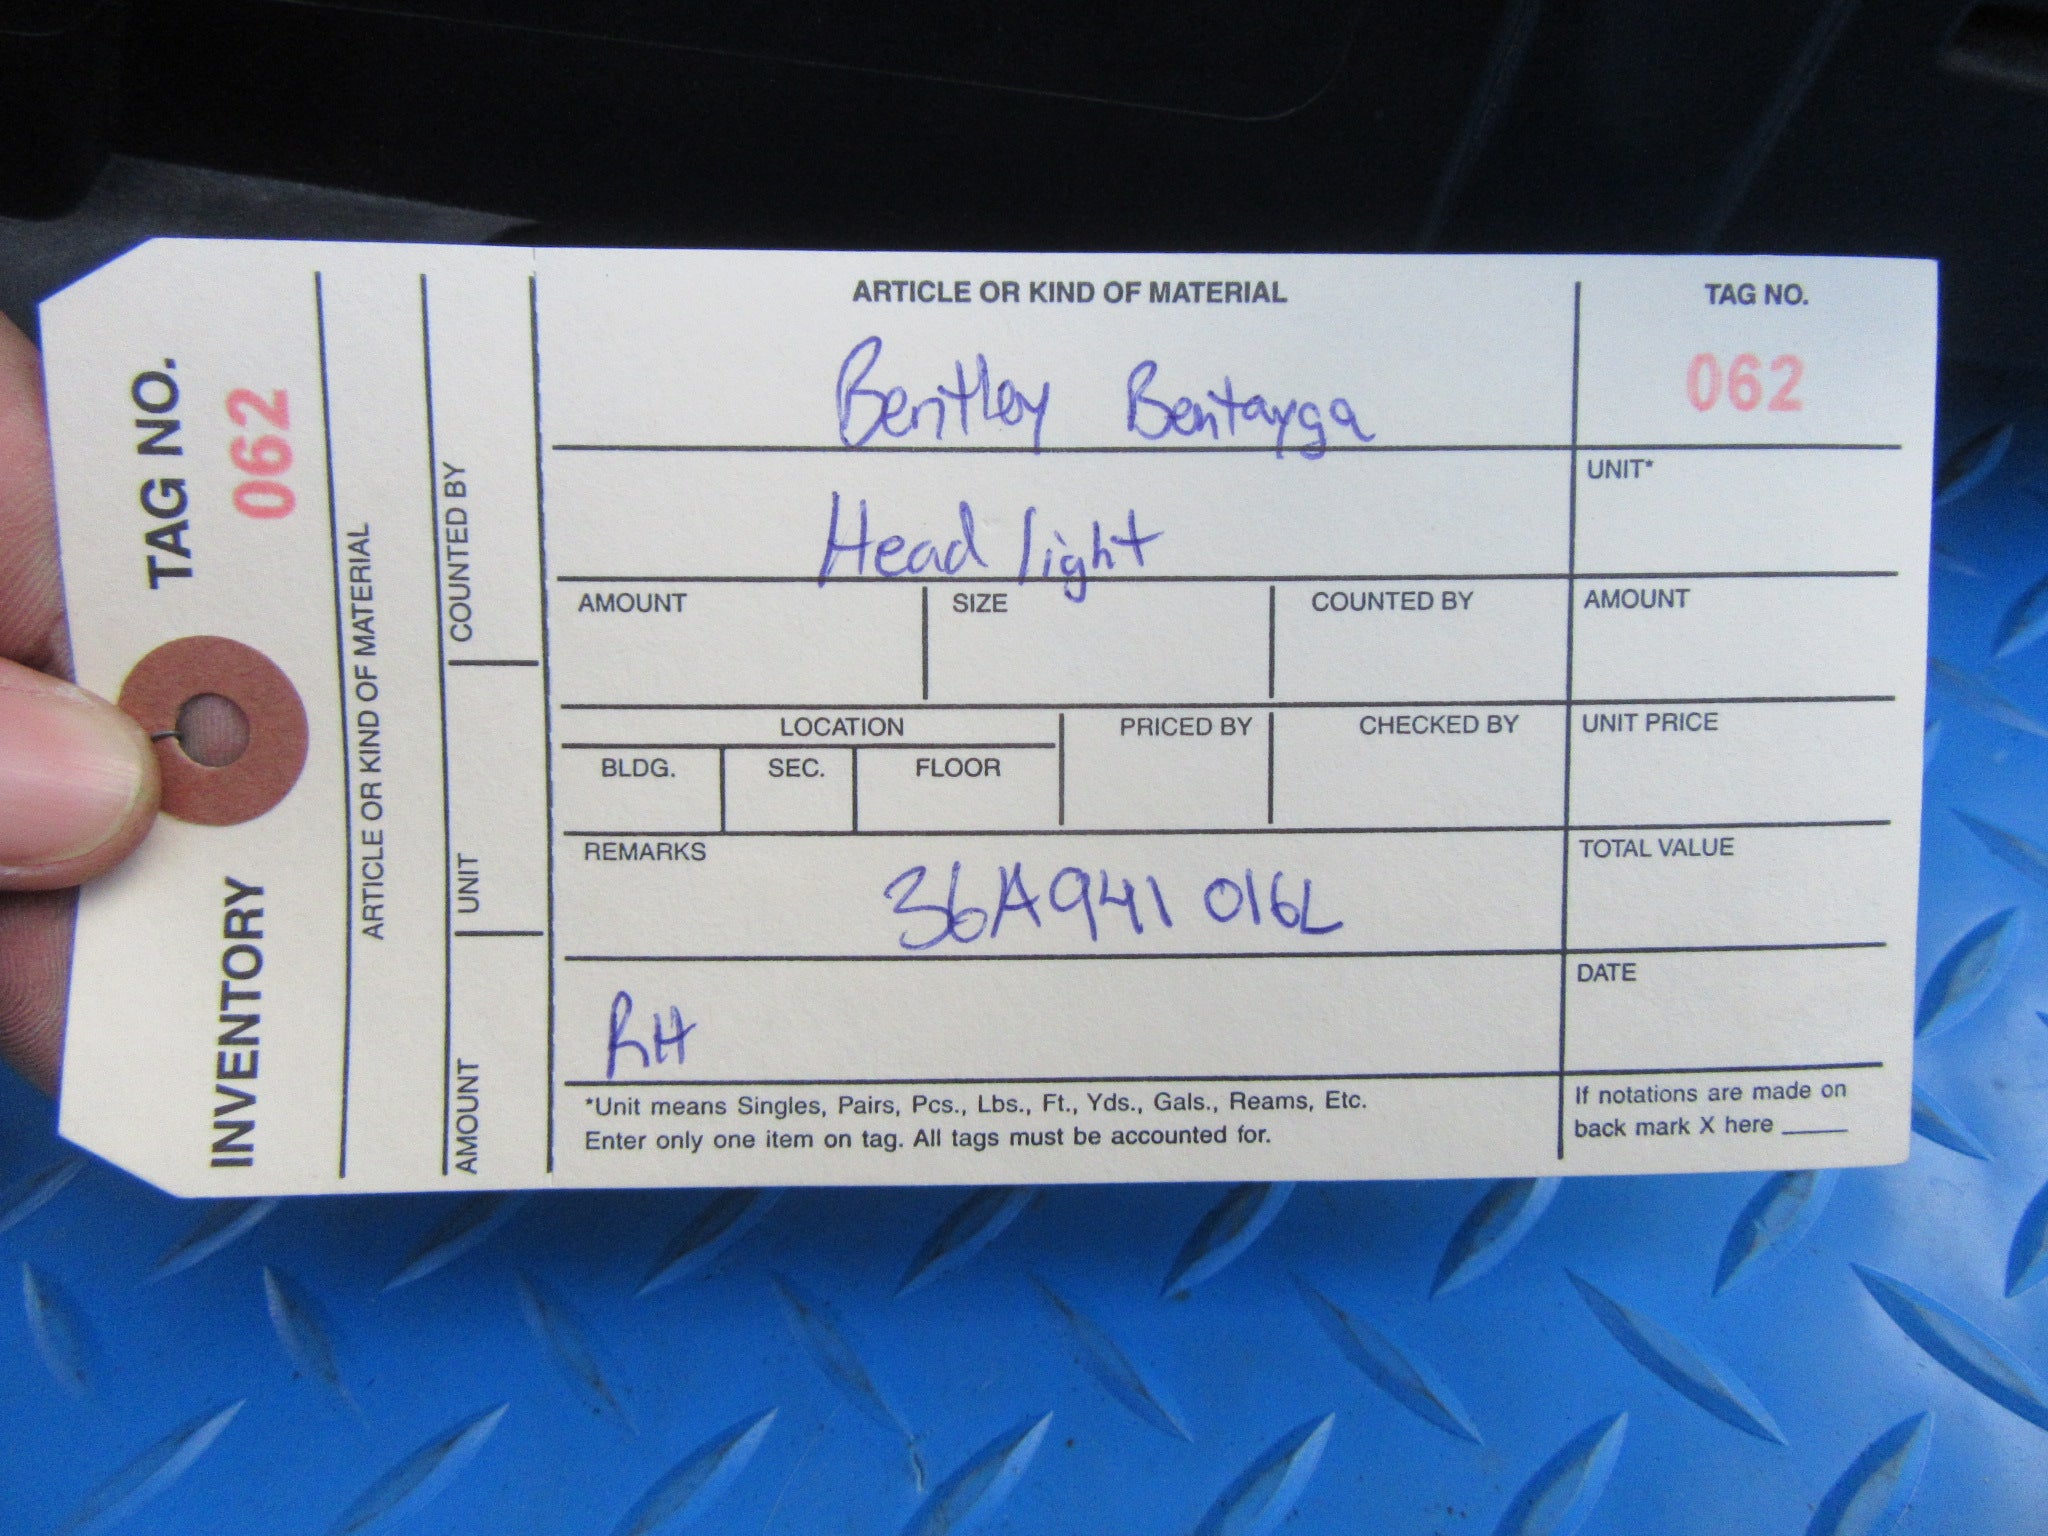 TAG NO.
062
INVENTORY
ARTICLE OR KIND OF MATERIAL
COUNTED BY
UNIT
AMOUNT
ARTICLE OR KIND OF MATERIAL
TAG NO.
Bentley Bentayga
062
UNIT*
Head light
AMOUNT
SIZE
COUNTED BY
AMOUNT
LOCATION
PRICED BY
CHECKED BY
UNIT PRICE
BLDG.
SEC.
FLOOR
REMARKS
TOTAL VALUE
36A941 016L
DATE
RH
*Unit means Singles, Pairs, Pcs., Lbs., Ft., Yds., Gals., Reams, Etc.
Enter only one item on tag. All tags must be accounted for.
If notations are made on
back mark X here _____